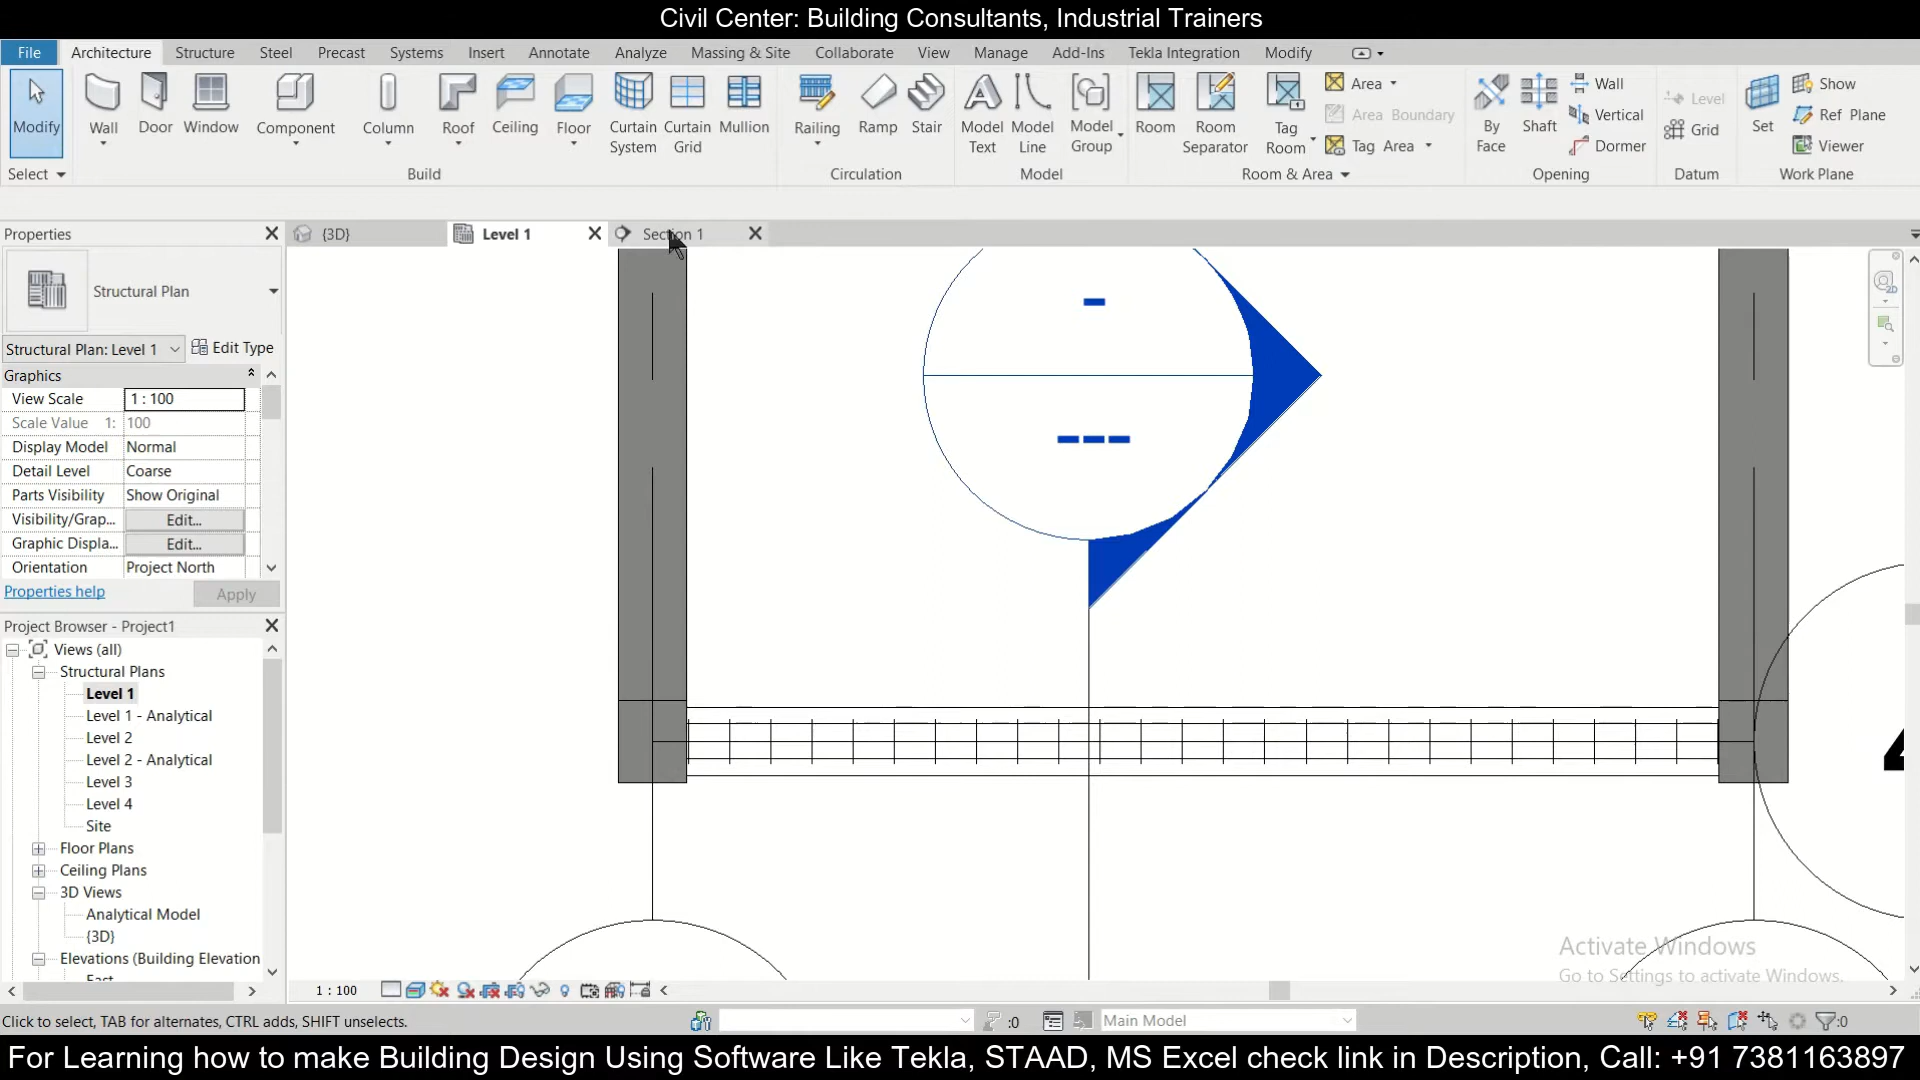 Civil Center: Building Consultants, Industrial Trainers
File Architecture Structure Steel Precast Systems Insert Annotate Analyze Massing & Site Collaborate View Manage Add-Ins Tekla Integration Modify
Modify
Wall
Door
Window
Component
Column
Roof
Ceiling
Floor
Curtain System
Curtain Grid
Mullion
Railing
Ramp
Stair
Model Text
Model Line
Model Group
Room
Room Separator
Tag Room
Area
Area Boundary
Tag Area
By Face
Shaft
Wall
Vertical
Dormer
Level
Grid
Set
Show
Ref Plane
Viewer
Select Build Circulation Model Room & Area Opening Datum Work Plane
Properties
{3D} Level 1 Section 1
Structural Plan
Structural Plan: Level 1 Edit Type
Graphics
View Scale 1 : 100
Scale Value 1: 100
Display Model Normal
Detail Level Coarse
Parts Visibility Show Original
Visibility/Grap... Edit...
Graphic Displa... Edit...
Orientation Project North
Properties help Apply
Project Browser - Project1
Views (all)
Structural Plans
Level 1
Level 1 - Analytical
Level 2
Level 2 - Analytical
Level 3
Level 4
Site
Floor Plans
Ceiling Plans
3D Views
Analytical Model
{3D}
Elevations (Building Elevation
2D
Activate Windows
Go to Settings to activate Windows.
1 : 100
Click to select, TAB for alternates, CTRL adds, SHIFT unselects. :0 Main Model :0
For Learning how to make Building Design Using Software Like Tekla, STAAD, MS Excel check link in Description, Call: +91 7381163897